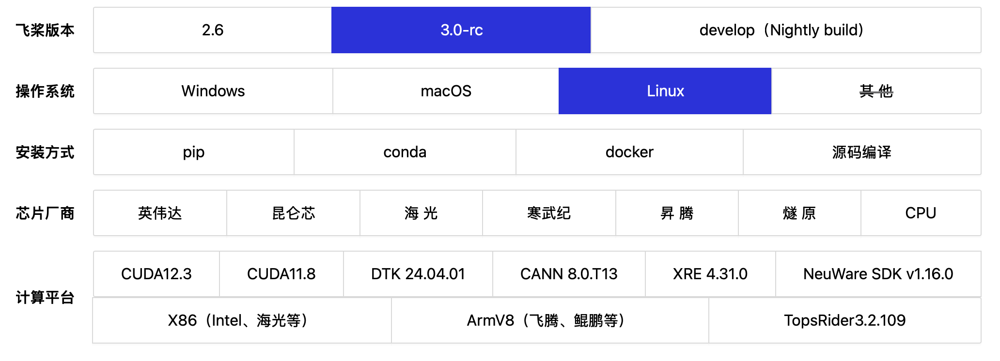 飞桨版本 2.6 3.0-rc develop（Nightly build）
操作系统 Windows macOS Linux 其 他
安装方式 pip conda docker 源码编译
芯片厂商 英伟达 昆仑芯 海 光 寒武纪 昇 腾 燧 原 CPU
计算平台 CUDA12.3 CUDA11.8 DTK 24.04.01 CANN 8.0.T13 XRE 4.31.0 NeuWare SDK v1.16.0
X86（Intel、海光等） ArmV8（飞腾、鲲鹏等） TopsRider3.2.109